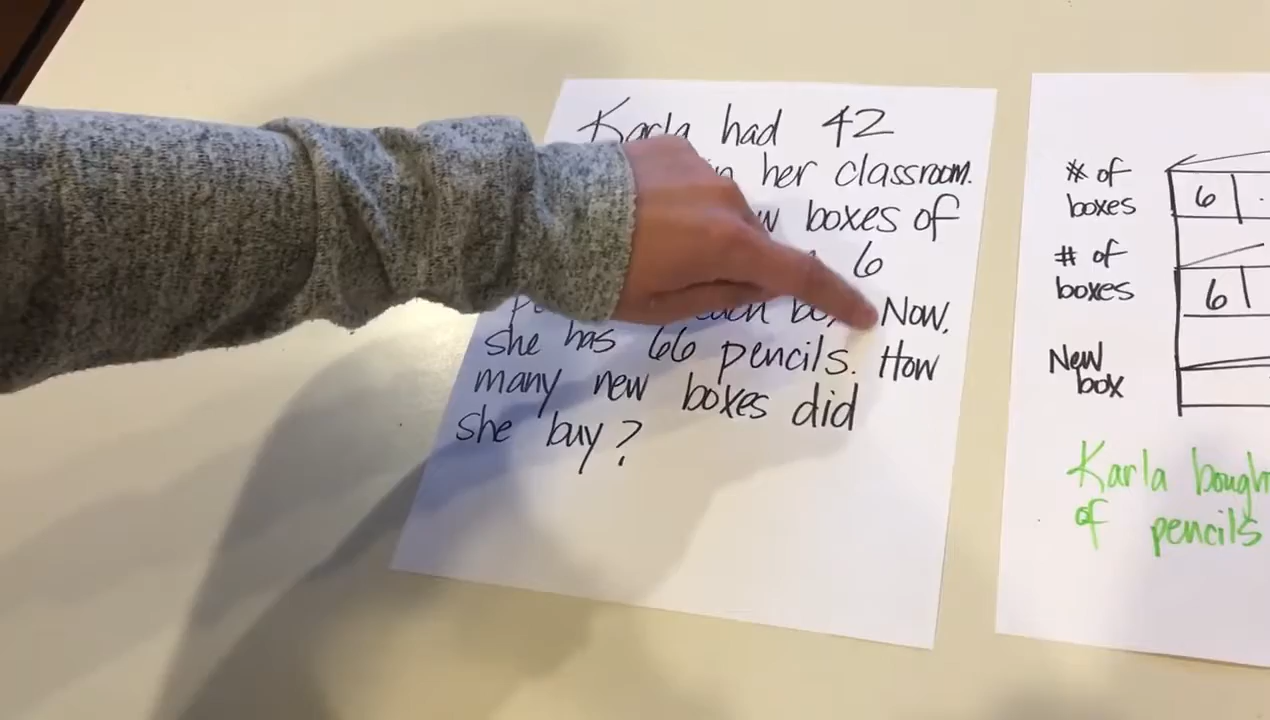 Karla had 42
her classroom.
boxes of
6
Now,
she has 66 pencils. How
many new boxes did
she buy?
# of
boxes
6
# of
boxes
6
New
box
Karla
of pencils